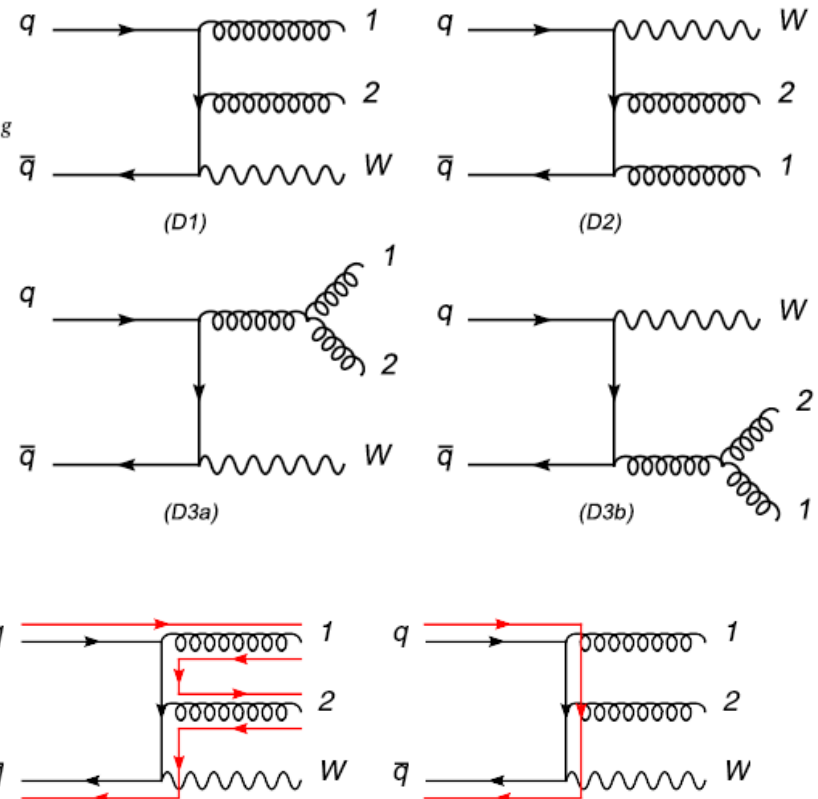 q 1 q W
2 2
g
q̄ W q̄ 1
(D1) (D2)
1
q q W
2 2
q̄ W q̄
1
(D3a) (D3b)
1 q 1
2 2
W q̄ W